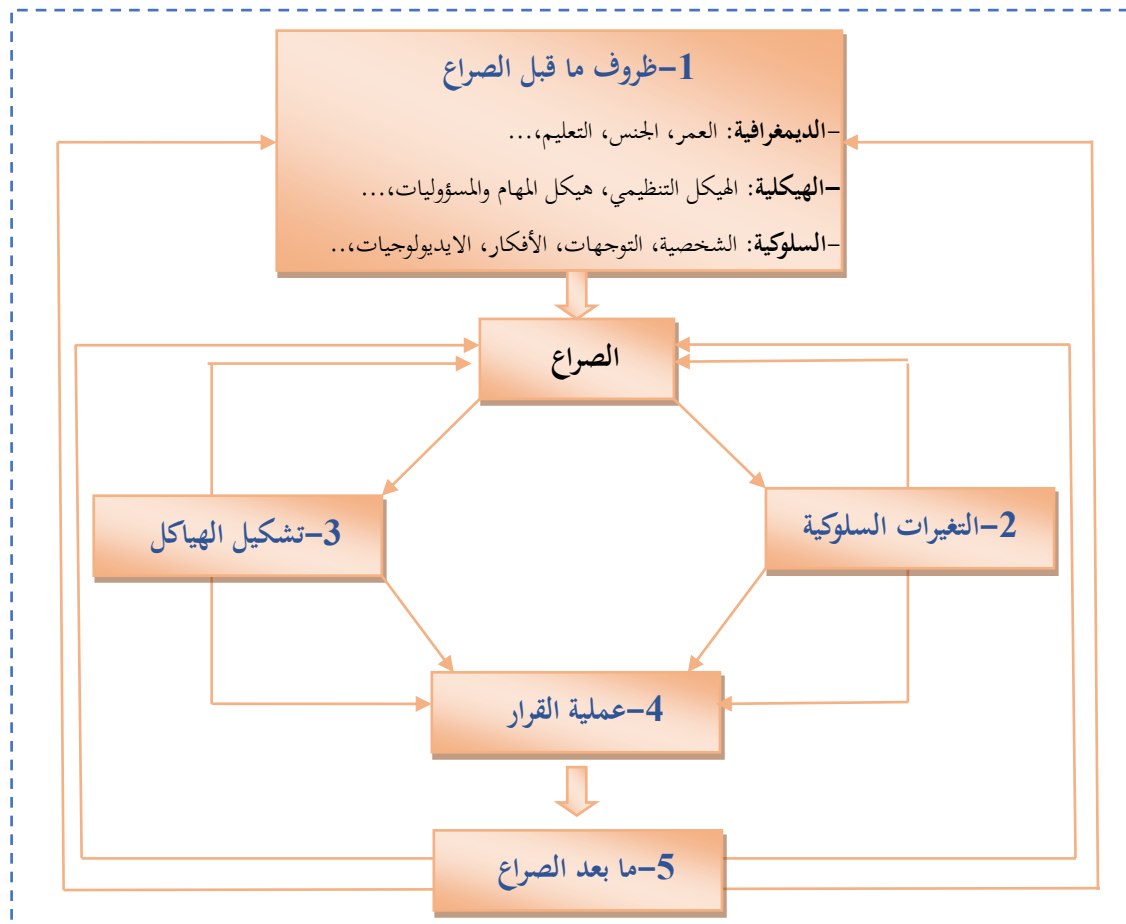 1-ظروف ما قبل الصراع
-الديمغرافية: العمر، الجنس، التعليم،...
-الهيكلية: الهيكل التنظيمي، هيكل المهام والمسؤوليات،...
-السلوكية: الشخصية، التوجهات، الأفكار، الايديولوجيات،..
الصراع
2-التغيرات السلوكية
3-تشكيل الهياكل
4-عملية القرار
5-ما بعد الصراع